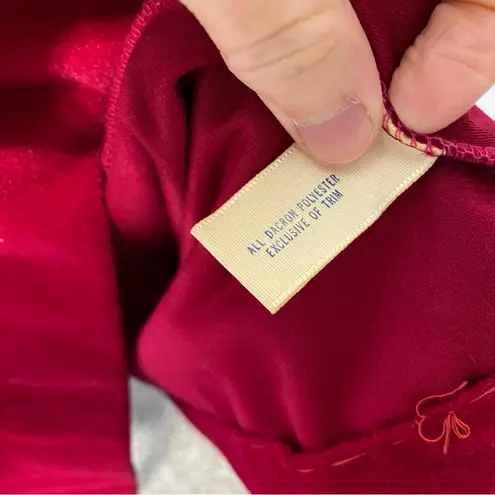 ALL DACRON POLYESTER
EXCLUSIVE OF TRIM